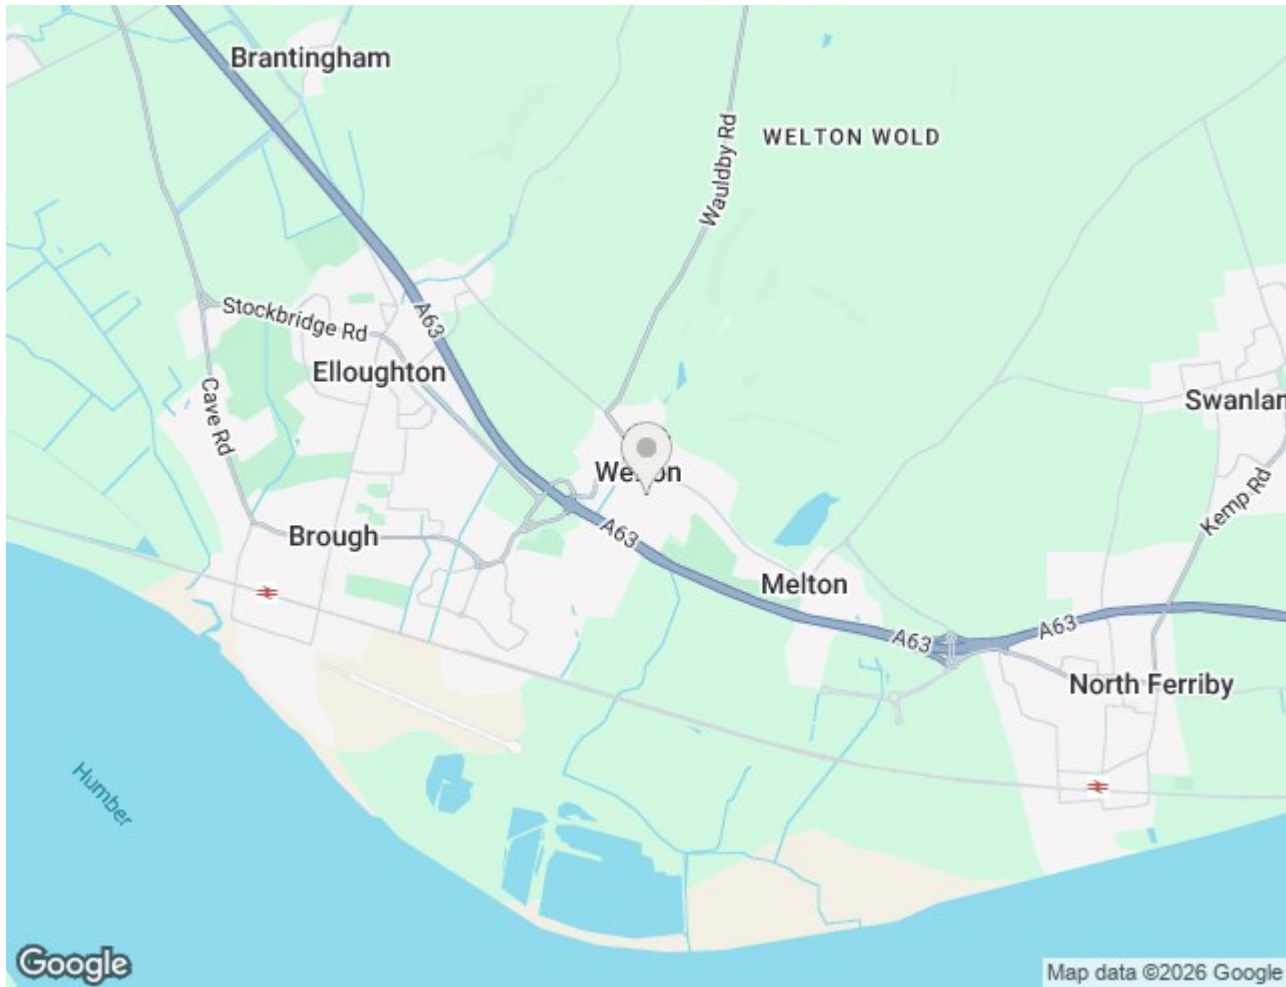 Brantingham
WELTON WOLD
Wauldby Rd
Stockbridge Rd
A63
Elloughton
Cave Rd
Swanlan
Welton
Kemp Rd
Brough
A63
Melton
A63
A63
North Ferriby
Humber
Google
Map data ©2026 Google